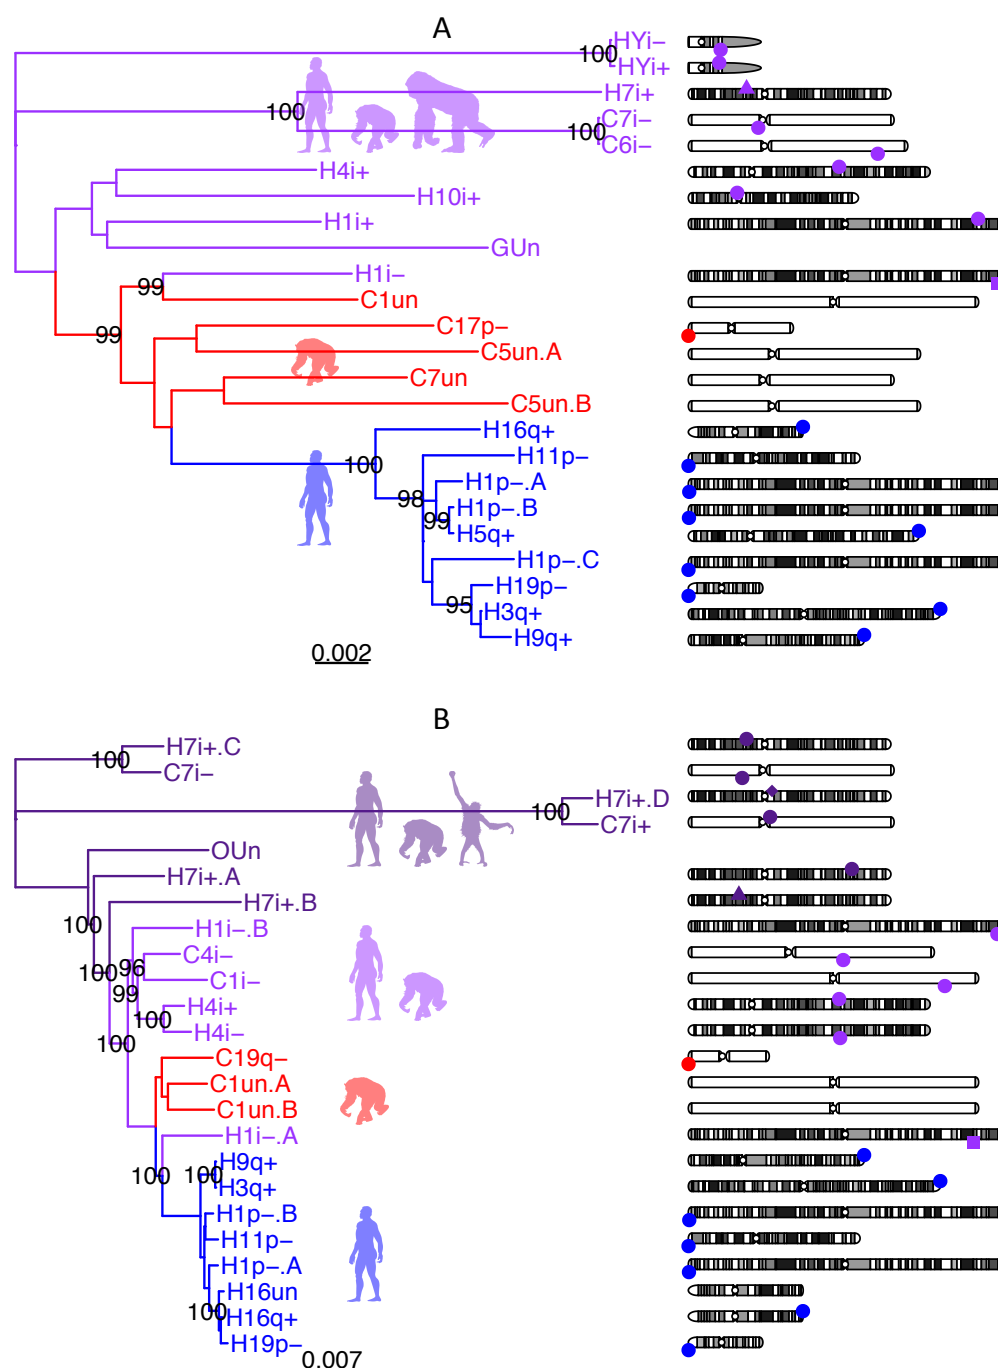 A
HYi−
100
HYi+
H7i+
100
C7i−
100
C6i−
H4i+
H10i+
H1i+
GUn
H1i−
99
C1un
C17p−
99
C5un.A
C7un
C5un.B
H16q+
H11p−
100
H1p−.A
98
H1p−.B
99
H5q+
H1p−.C
H19p−
95
H3q+
H9q+
0.002
B
H7i+.C
100
C7i−
H7i+.D
100
C7i+
OUn
H7i+.A
H7i+.B
100
H1i−.B
C4i−
100
96
C1i−
99
H4i+
100
H4i−
100
C19q−
C1un.A
C1un.B
H1i−.A
H9q+
100
100
H3q+
H1p−.B
H11p−
H1p−.A
H16un
100
H16q+
H19p−
0.007